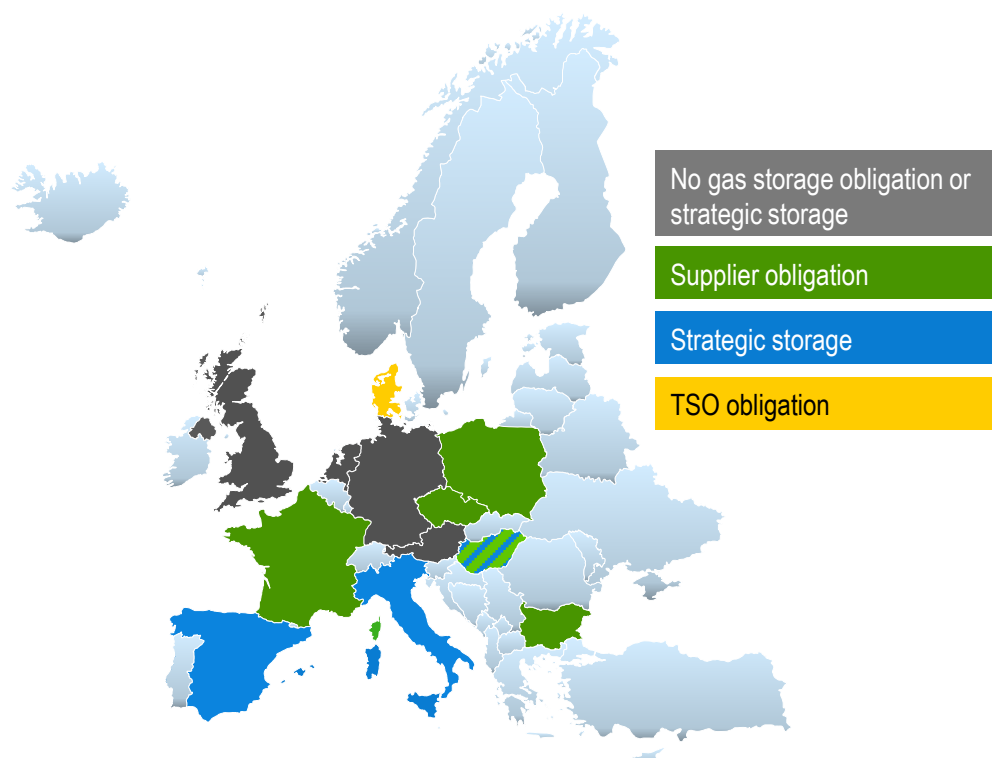 No gas storage obligation or
strategic storage
Supplier obligation
Strategic storage
TSO obligation